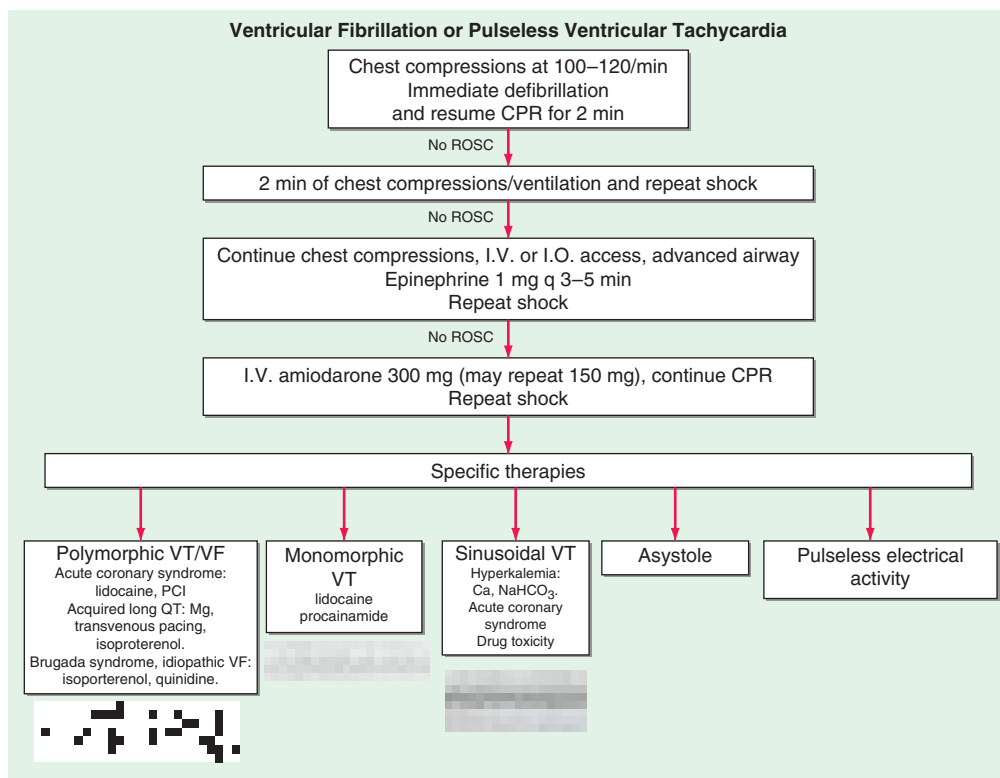 Ventricular Fibrillation or Pulseless Ventricular Tachycardia
Chest compressions at 100–120/min
Immediate defibrillation
and resume CPR for 2 min
No ROSC
2 min of chest compressions/ventilation and repeat shock
No ROSC
Continue chest compressions, I.V. or I.O. access, advanced airway
Epinephrine 1 mg q 3–5 min
Repeat shock
No ROSC
I.V. amiodarone 300 mg (may repeat 150 mg), continue CPR
Repeat shock
Specific therapies
Polymorphic VT/VF
Acute coronary syndrome:
lidocaine, PCI
Acquired long QT: Mg,
transvenous pacing,
isoproterenol.
Brugada syndrome, idiopathic VF:
isoporterenol, quinidine.
Monomorphic
VT
lidocaine
procainamide
Sinusoidal VT
Hyperkalemia:
Ca, NaHCO₃.
Acute coronary
syndrome
Drug toxicity
Asystole
Pulseless electrical
activity